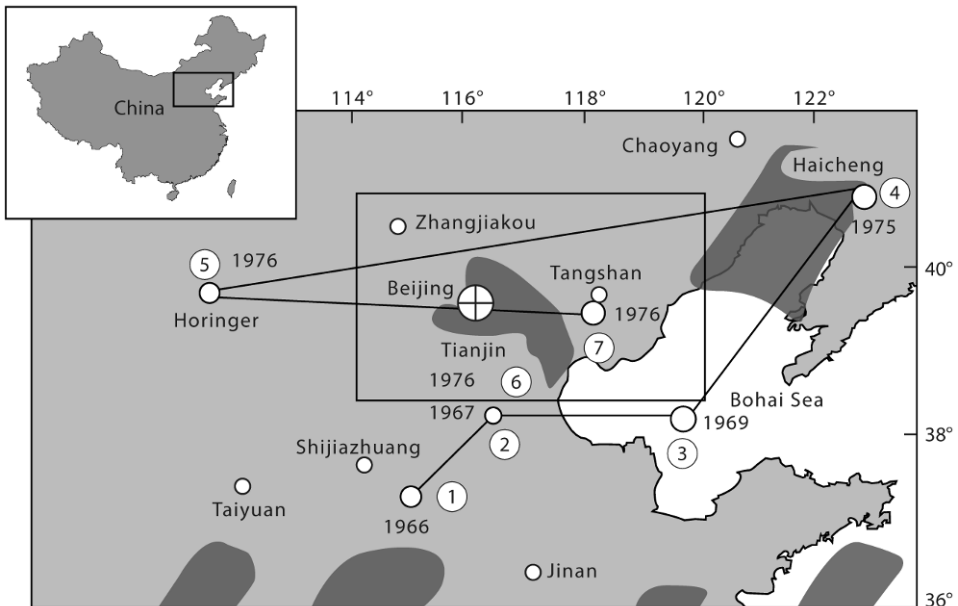 China
114°
116°
118°
120°
122°
Chaoyang
Haicheng
4
1975
Zhangjiakou
5
1976
Horinger
40°
Beijing
Tangshan
1976
7
Tianjin
1976
6
1967
2
Bohai Sea
1969
3
38°
Shijiazhuang
1
1966
Taiyuan
Jinan
36°